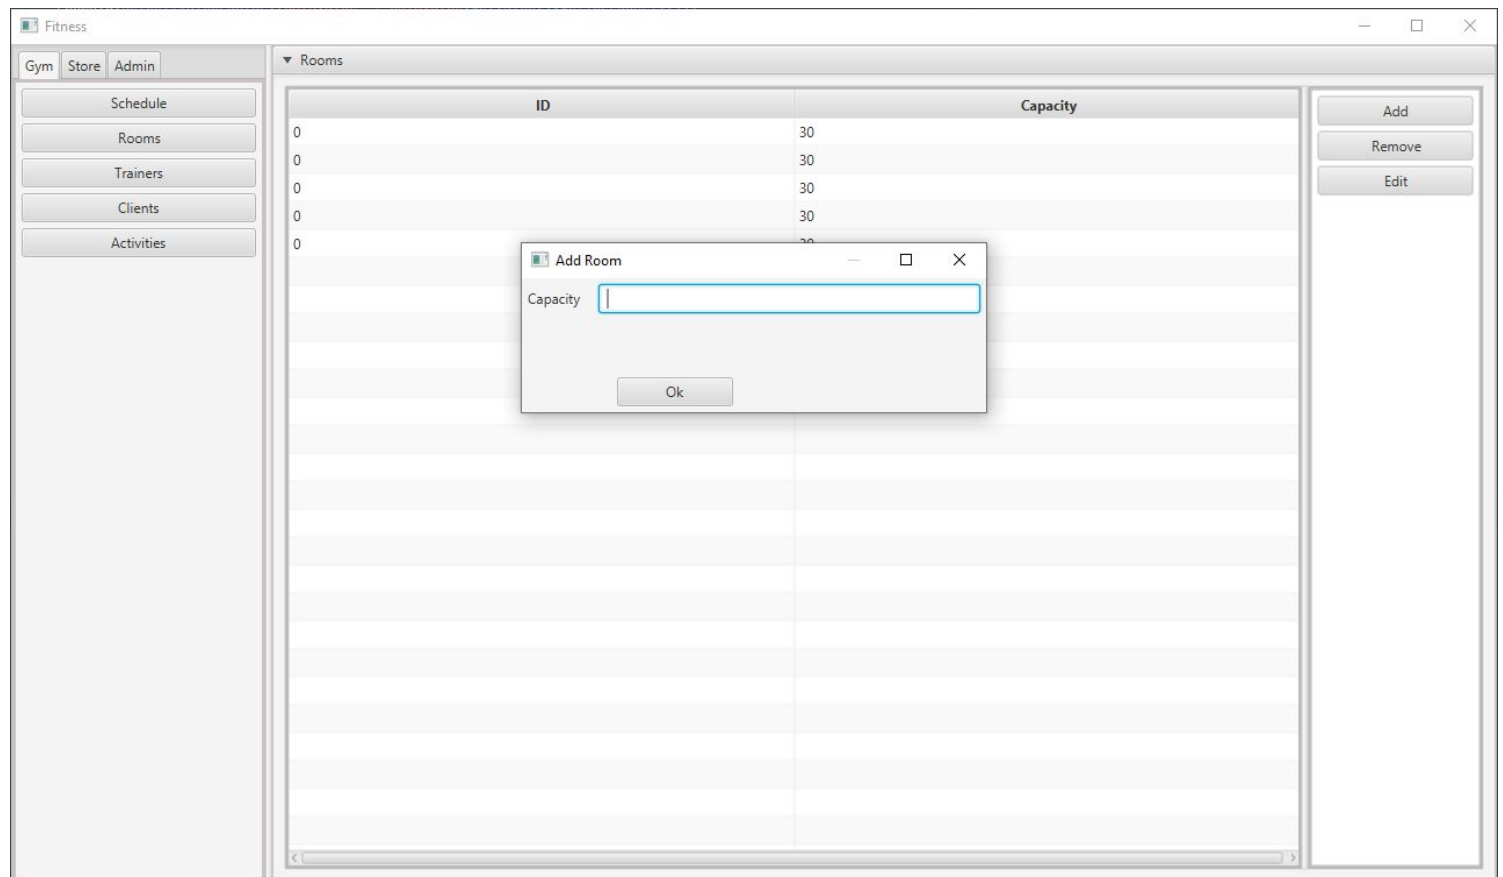 Fitness
Gym Store Admin
Rooms
Schedule
Rooms
Trainers
Clients
Activities
ID Capacity
0 30
0 30
0 30
0 30
0
Add
Remove
Edit
Add Room
Capacity
Ok